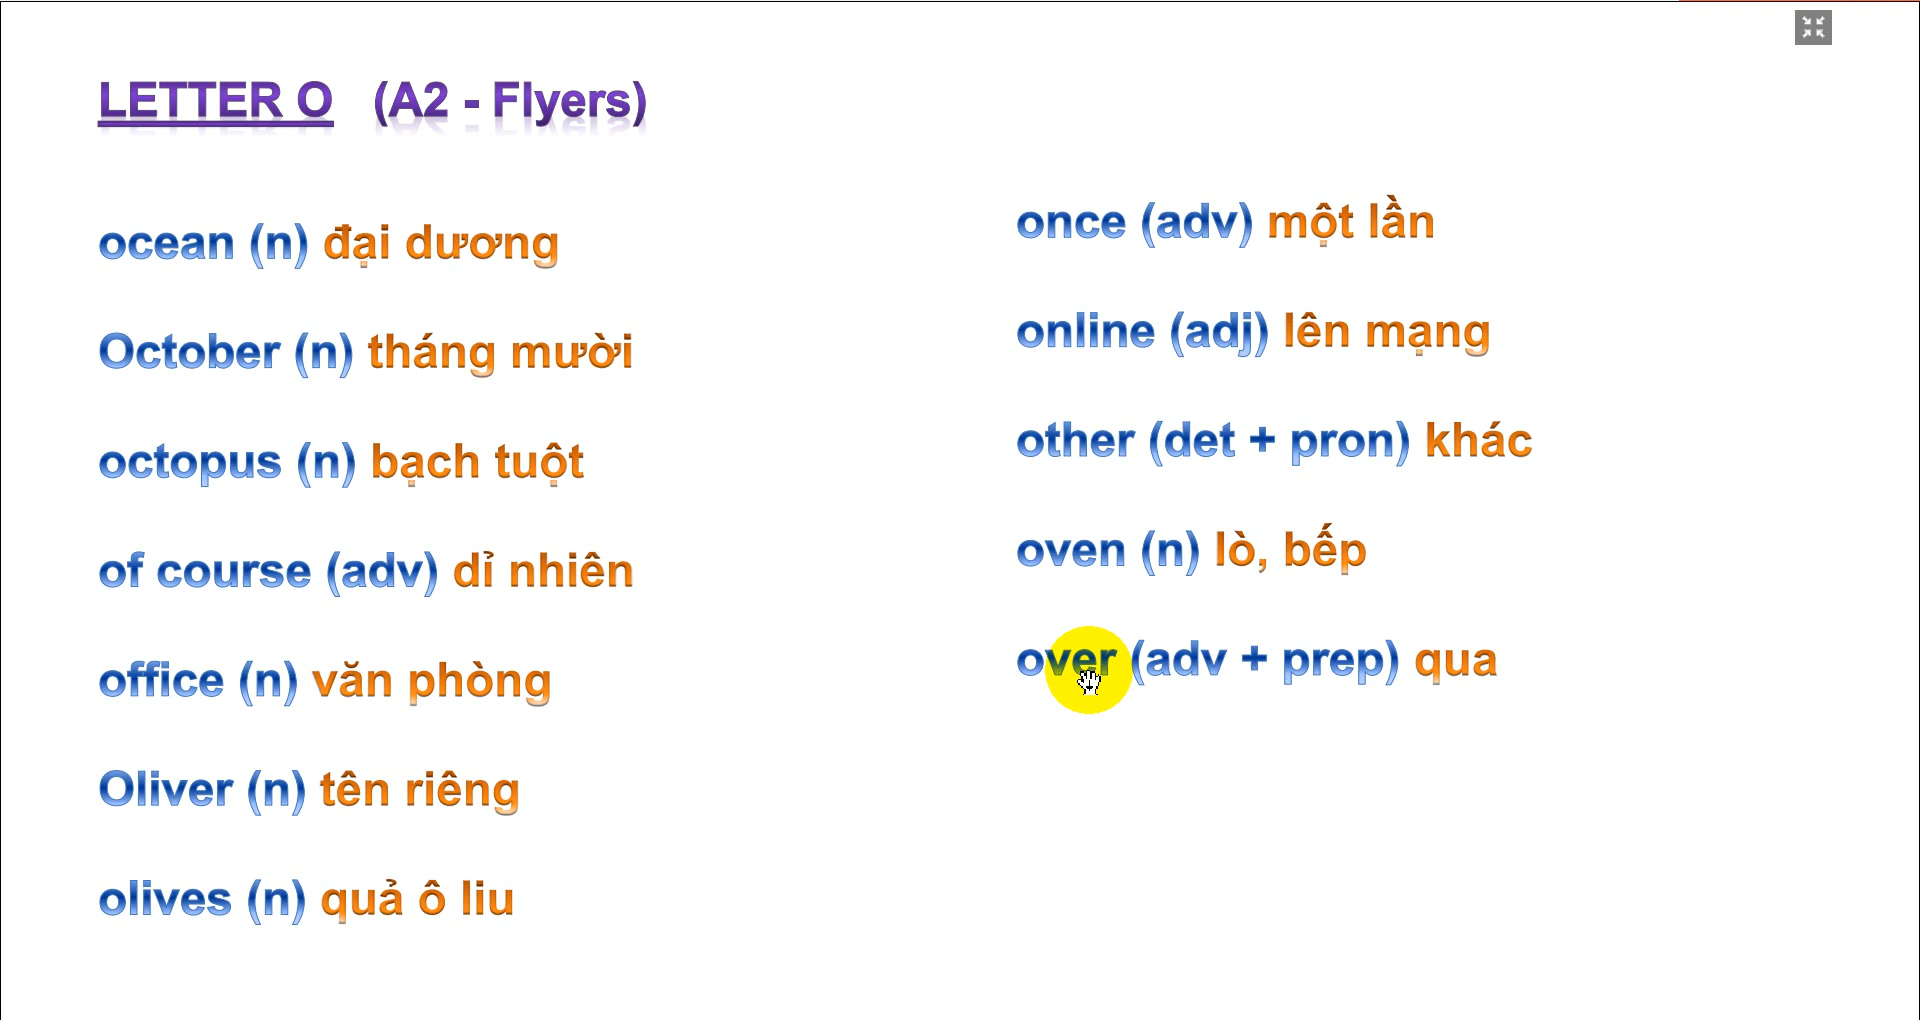 LETTER O (A2 - Flyers)
ocean (n) đại dương
October (n) tháng mười
octopus (n) bạch tuột
of course (adv) dỉ nhiên
office (n) văn phòng
Oliver (n) tên riêng
olives (n) quả ô liu
once (adv) một lần
online (adj) lên mạng
other (det + pron) khác
oven (n) lò, bếp
over (adv + prep) qua